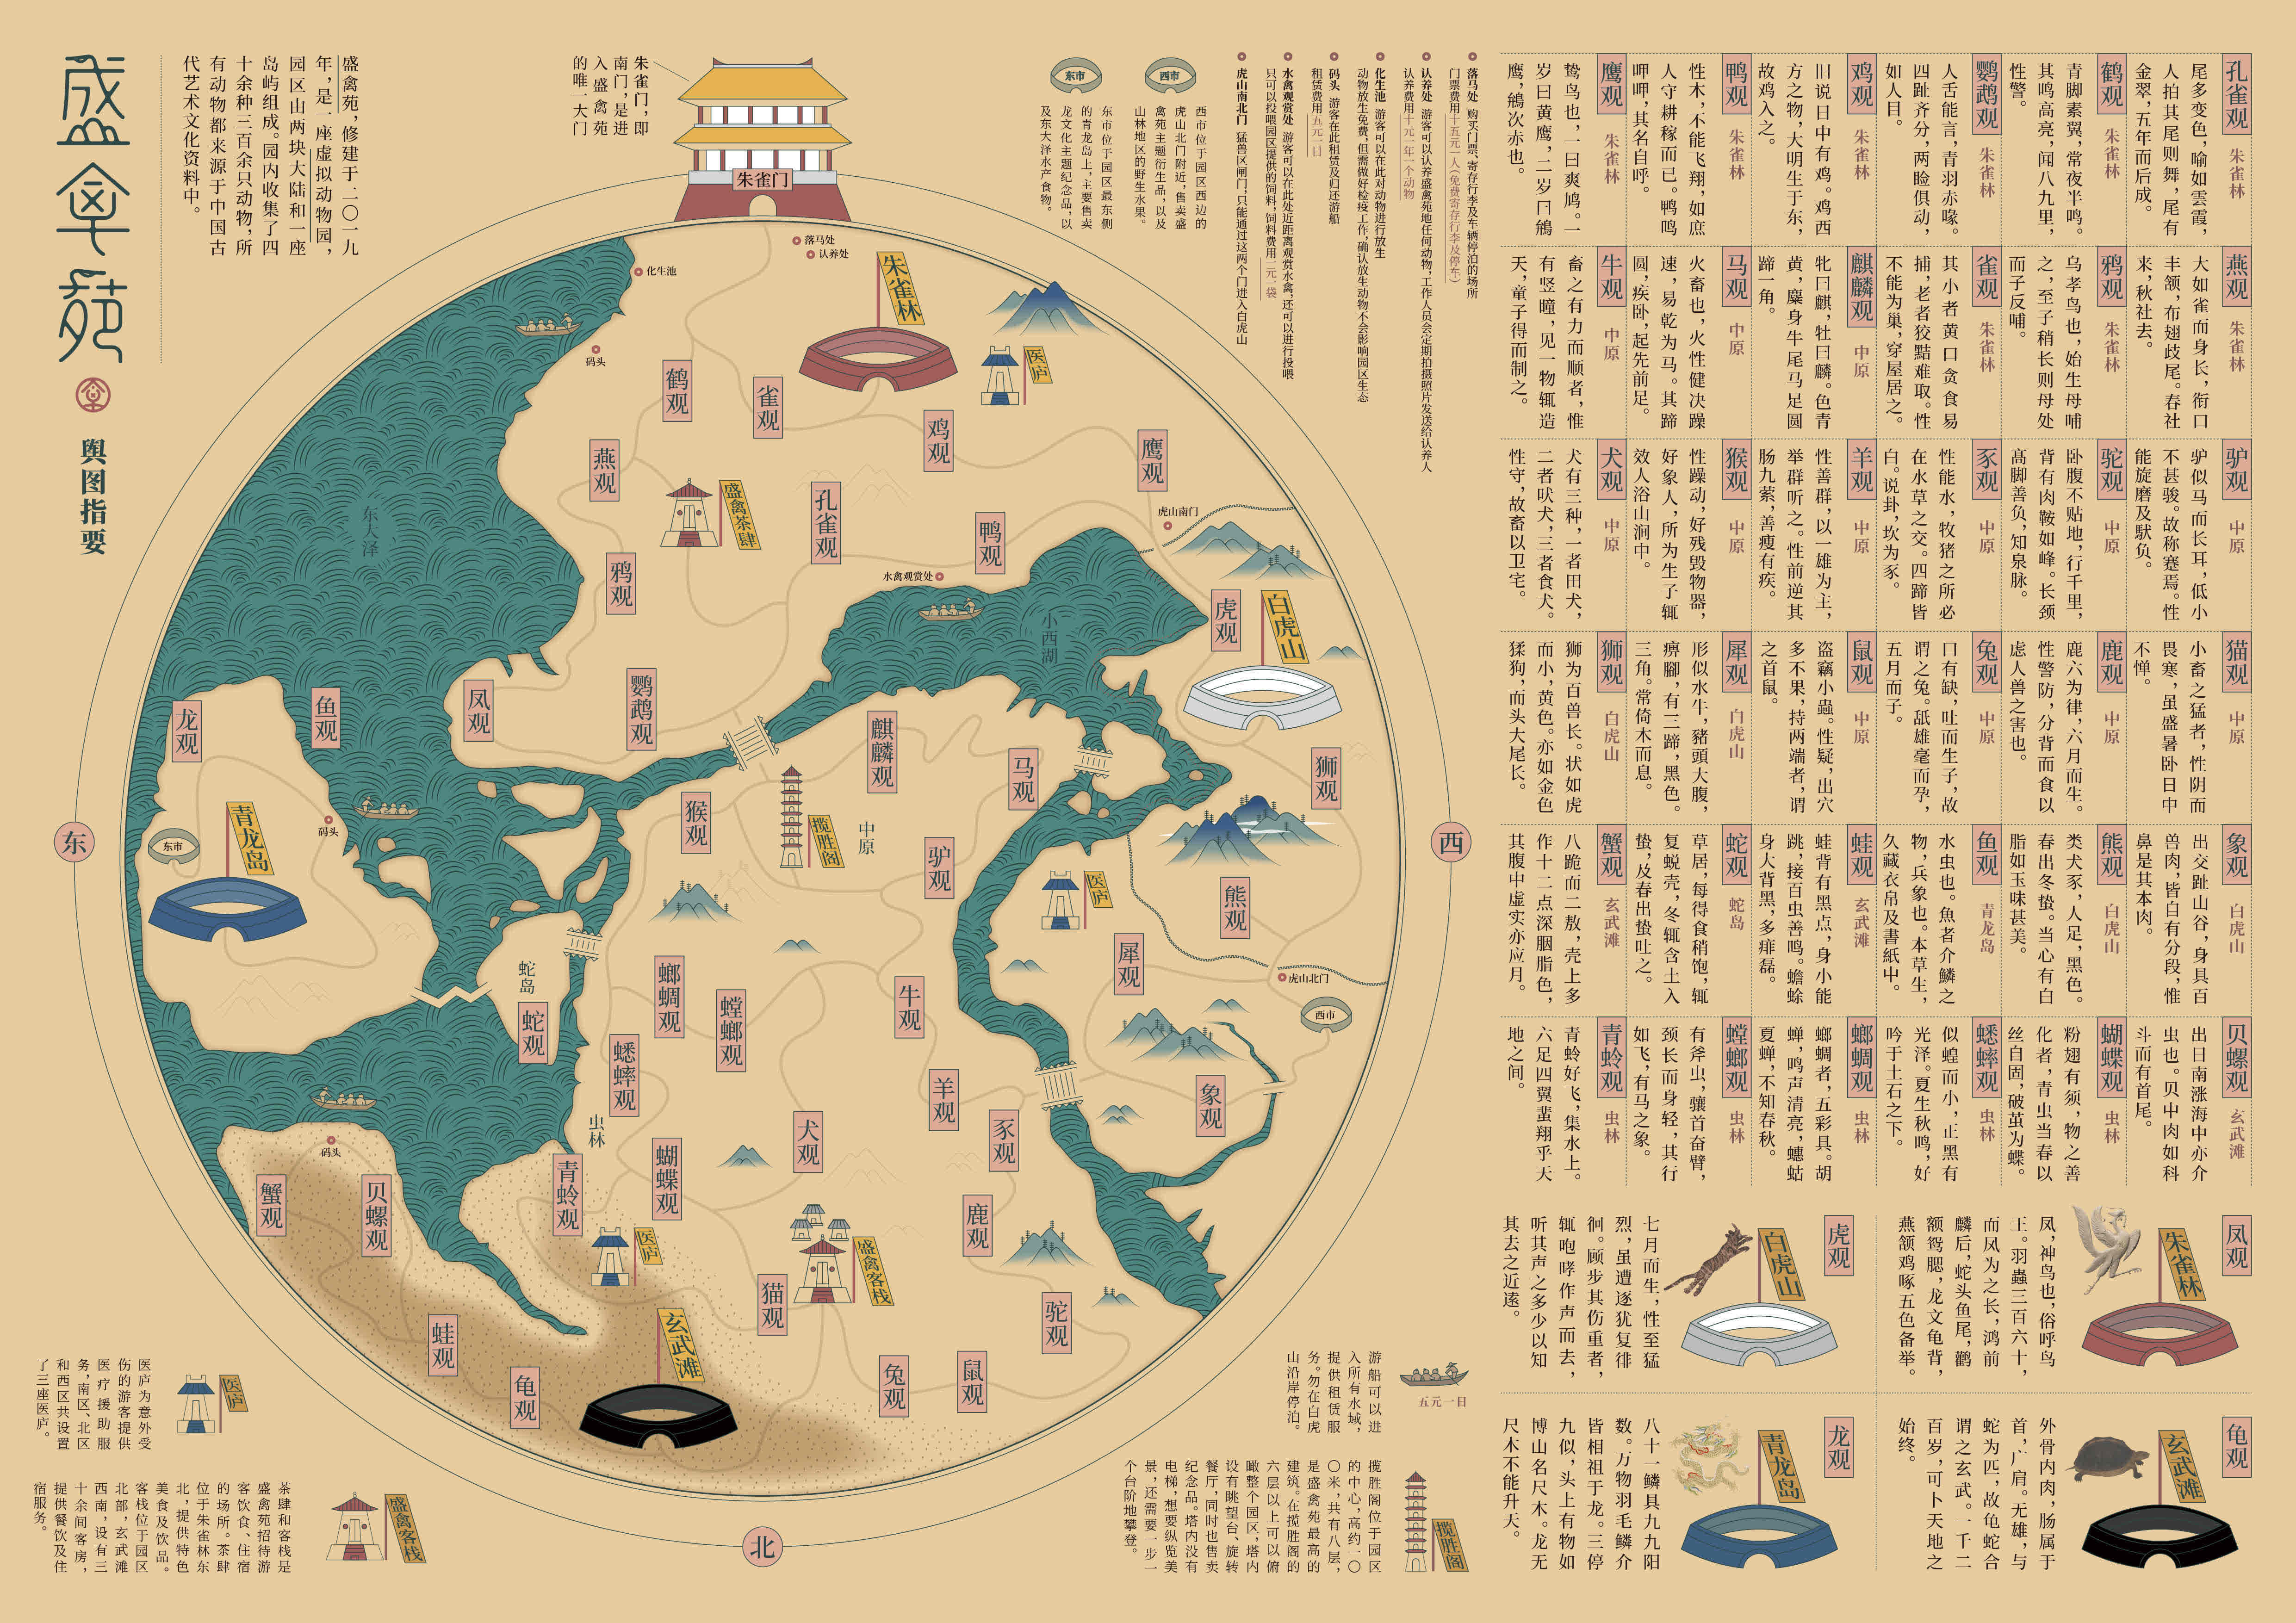 盛禽苑
舆图指要
盛禽苑，修建于二〇一九
年，是一座虚拟动物园，
园区由两块大陆和一座
岛屿组成。园内收集了四
十余种三百余只动物，所
有动物都来源于中国古
代艺术文化资料中。
朱雀门，即
南门，是进
入盛禽苑
的唯一大门
朱雀门
西市
西市位于园区西边的
虎山北门附近，售卖盛
禽苑主题衍生品，以及
山林地区的野生水果。
东市
东市位于园区最东侧
的青龙岛上，主要售卖
龙文化主题纪念品，以
及东大泽水产食物。
落马处 购买门票、寄存行李及车辆停泊的场所
门票费用十五元一人（免费寄存行李及停车）
认养处 游客可以认养盛禽苑地任何动物，工作人员会定期拍摄照片发送给认养人
认养费用十元一年一个动物
化生池 游客可以在此对动物进行放生
动物放生免费，但需做好检疫工作，确认放生动物不会影响园区生态
码头 游客在此租赁及归还游船
租赁费用五元一日
水禽观赏处 游客可以在此处近距离观赏水禽，还可以进行投喂
只可以投喂园区提供的饲料，饲料费用二元一袋
虎山南北门 猛兽区闸门，只能通过这两个门进入白虎山
落马处
认养处
化生池
码头
朱雀林
医庐
鹤观
雀观
鸡观
鹰观
燕观
盛禽茶肆
孔雀观
鸭观
虎山南门
东大泽
鸦观
水禽观赏处
小西湖
虎观
白虎山
龙观
鱼观
凤观
鹦鹉观
麒麟观
马观
狮观
猴观
揽胜阁
中原
驴观
医庐
熊观
东
西
东市
青龙岛
码头
犀观
虎山北门
西市
蛇岛
蛇观
螂蜩观
螳螂观
牛观
蟋蟀观
羊观
象观
豕观
虫林
犬观
码头
蟹观
贝螺观
青蛉观
蝴蝶观
鹿观
医庐
盛禽客栈
猫观
驼观
蛙观
玄武滩
龟观
兔观
鼠观
北
医庐为意外受
伤的游客提供
医疗援助服
务，南区、北区
和西区共设置
了三座医庐。
医庐
茶肆和客栈是
盛禽苑招待游
客饮食、住宿
的场所。茶肆
位于朱雀林东
北，提供特色
美食及饮品。
客栈位于园区
北部，玄武滩
西南，设有三
十余间客房，
提供餐饮及住
宿服务。
盛禽客栈
游船可以进
入所有水域，
提供租赁服
务。勿在白虎
山沿岸停泊。
五元一日
揽胜阁位于园区
的中心，高约一〇
〇米，共有八层，
是盛禽苑最高的
建筑。在揽胜阁的
六层以上可以俯
瞰整个园区，塔内
设有眺望台、旋转
餐厅，同时也售卖
纪念品。塔内没有
电梯，想要纵览美
景，还需要一步一
个台阶地攀登。
揽胜阁
孔雀观 朱雀林
尾多变色，喻如雲霞，
人拍其尾则舞，尾有
金翠，五年而后成。
鹤观 朱雀林
青脚素翼，常夜半鸣。
其鸣高亮，闻八九里，
性警。
鹦鹉观 朱雀林
人舌能言，青羽赤喙。
四趾齐分，两睑俱动，
如人目。
鸡观 朱雀林
旧说日中有鸡。鸡西
方之物，大明生于东，
故鸡入之。
鸭观 朱雀林
性木，不能飞翔，如庶
人守耕稼而已。鸭鸣
呷呷，其名自呼。
鹰观 朱雀林
鸷鸟也，一曰爽鸠。一
岁曰黄鹰，二岁曰鴘
鹰，鸧次赤也。
燕观 朱雀林
大如雀而身长，衔口
丰颔，布翅歧尾。春社
来，秋社去。
鸦观 朱雀林
乌孝鸟也，始生母哺
之，至子稍长则母处
而子反哺。
雀观 朱雀林
其小者黄口贪食易
捕，老者狡黠难取。性
不能为巢，穿屋居之。
麒麟观 中原
牝曰麒，牡曰麟。色青
黄，麋身牛尾马足圆
蹄一角。
马观 中原
火畜也，火性健决躁
速，易乾为马。其蹄
圆，疾卧，起先前足。
牛观 中原
畜之有力而顺者，惟
有竖瞳，见一物辄造
天，童子得而制之。
驴观 中原
驴似马而长耳，低小
不甚骏。故称蹇焉。性
能旋磨及馱负。
驼观 中原
卧腹不贴地，行千里，
背有肉鞍如峰。长颈
高脚善负，知泉脉。
豕观 中原
性能水，牧猪之所必
在水草之交。四蹄皆
白。说卦，坎为豕。
羊观 中原
性善群，以一雄为主，
举群听之。性前逆其
肠九萦，善瘦有疾。
猴观 中原
性躁动，好残毁物器，
好象人，所为生子辄
效人浴山涧中。
犬观 中原
犬有三种，一者田犬，
二者吠犬，三者食犬。
性守，故畜以卫宅。
猫观 中原
小畜之猛者，性阴而
畏寒，虽盛暑卧日中
不惮。
鹿观 中原
鹿六为律，六月而生。
性警防，分背而食以
虑人兽之害也。
兔观 中原
口有缺，吐而生子，故
谓之兔。舐雄毫而孕，
五月而子。
鼠观 中原
盗竊小蟲。性疑，出穴
多不果，持两端者，谓
之首鼠。
犀观 白虎山
形似水牛，豬頭大腹，
痹腳，有三蹄，黑色。
三角。常倚木而息。
狮观 白虎山
狮为百兽长。状如虎
而小，黄色。亦如金色
猱狗，而头大尾长。
象观 白虎山
出交趾山谷，身具百
兽肉，皆自有分段，惟
鼻是其本肉。
熊观 白虎山
类犬豕，人足，黑色。
春出冬蛰。当心有白
脂如玉味甚美。
鱼观 青龙岛
水虫也。魚者介鳞之
物，兵象也。本草生，
久藏衣帛及書紙中。
蛙观 玄武滩
蛙背有黑点，身小能
跳，接百虫善鸣。蟾蜍
身大背黑，多痱磊。
蛇观 蛇岛
草居，每得食稍饱，辄
复蜕壳，冬辄含土入
蛰，及春出蛰吐之。
蟹观 玄武滩
八跪而二敖，壳上多
作十二点深胭脂色，
其腹中虚实亦应月。
贝螺观 玄武滩
出日南涨海中亦介
虫也。贝中肉如科
斗而有首尾。
蝴蝶观 虫林
粉翅有须，物之善
化者，青虫当春以
丝自固，破茧为蝶。
蟋蟀观 虫林
似蝗而小，正黑有
光泽。夏生秋鸣，好
吟于土石之下。
螂蜩观 虫林
螂蜩者，五彩具。胡
蝉，鸣声清亮，蟪蛄
夏蝉，不知春秋。
螳螂观 虫林
有斧虫，骧首奋臂，
颈长而身轻，其行
如飞，有马之象。
青蛉观 虫林
青蛉好飞，集水上。
六足四翼蜚翔乎天
地之间。
凤观
朱雀林
凤，神鸟也，俗呼鸟
王。羽蟲三百六十，
而凤为之长，鸿前
麟后，蛇头鱼尾，鹳
额鸳腮，龙文龟背，
燕颔鸡啄五色备举。
虎观
白虎山
七月而生，性至猛
烈，虽遭逐犹复徘
徊。顾步其伤重者，
辄咆哮作声而去，
听其声之多少以知
其去之近远。
龟观
玄武滩
外骨内肉，肠属于
首，广肩。无雄，与
蛇为匹，故龟蛇合
谓之玄武。一千二
百岁，可卜天地之
始终。
龙观
青龙岛
八十一鳞具九九阳
数。万物羽毛鳞介
皆相祖于龙。三停
九似，头上有物如
博山名尺木。龙无
尺木不能升天。